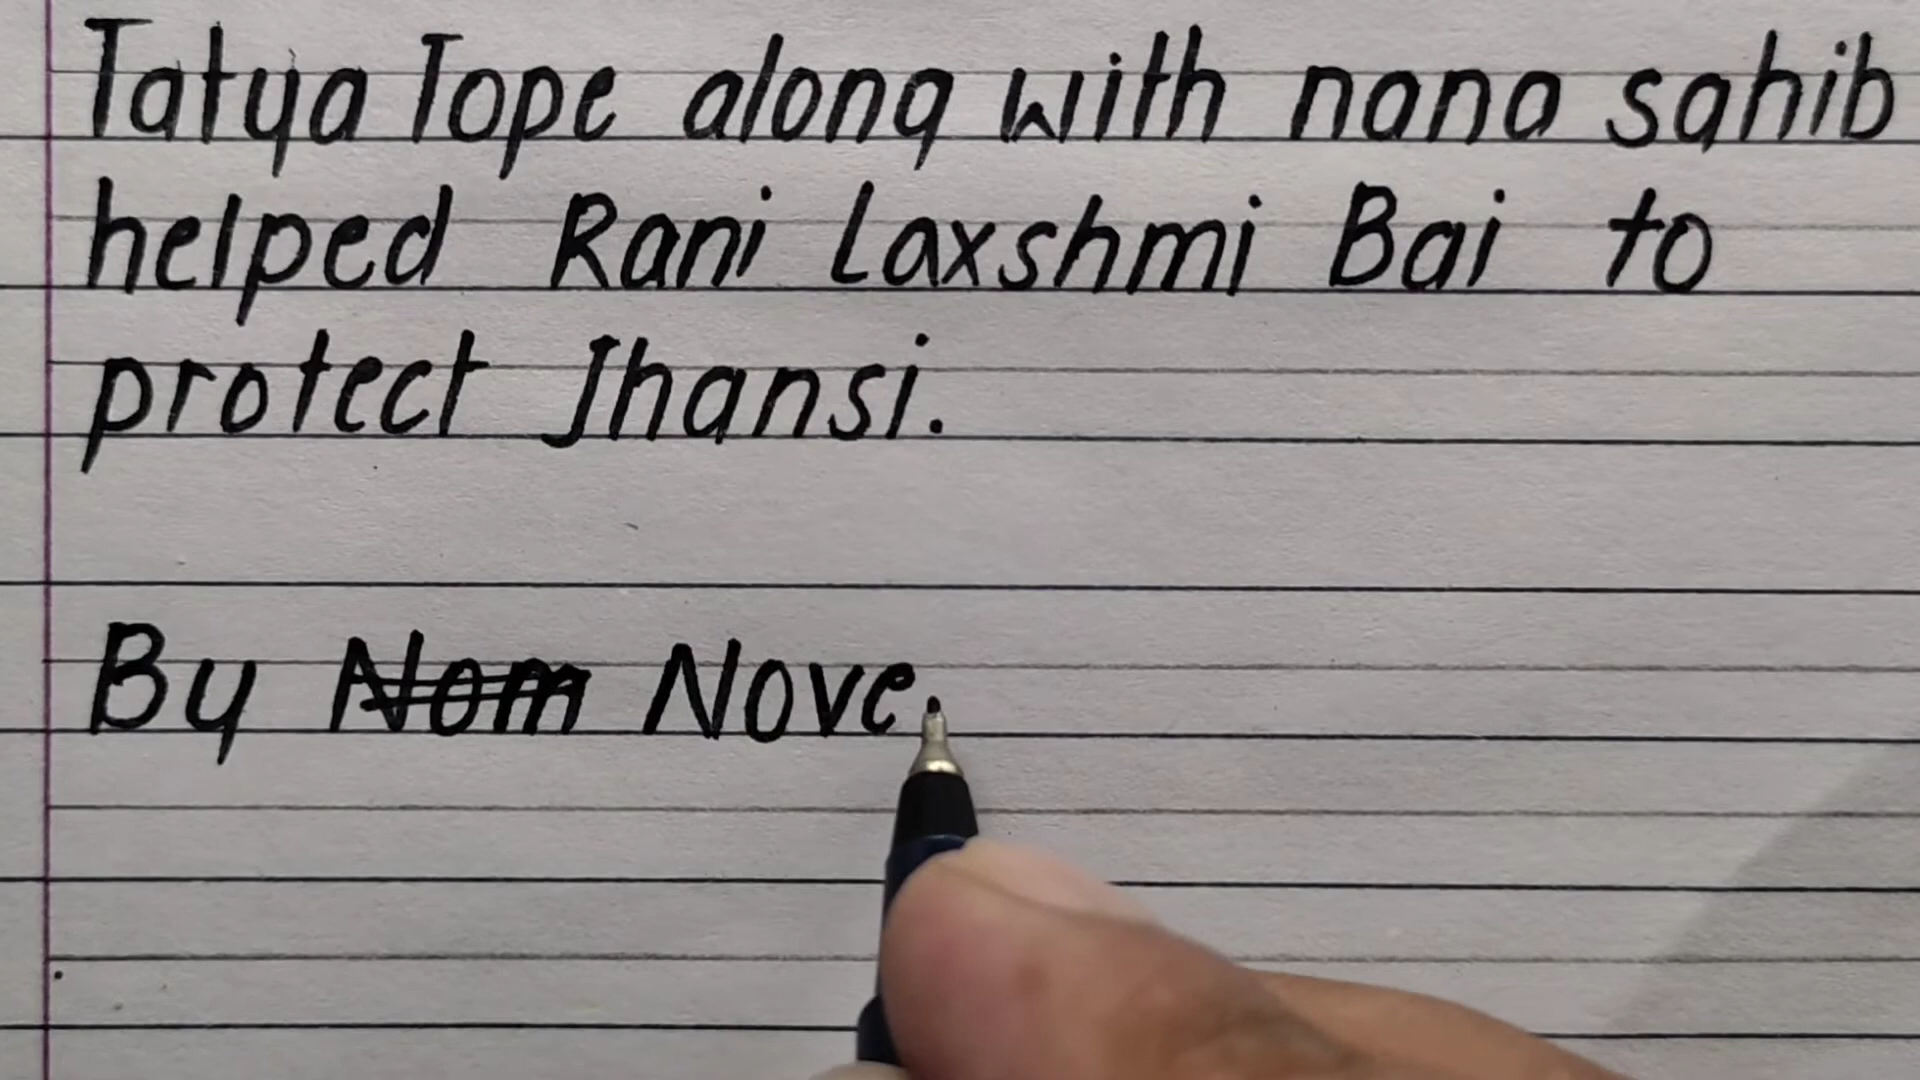 Tatya Tope along with nana sahib
helped Rani Laxshmi Bai to
protect Jhansi.
By Nom Nove